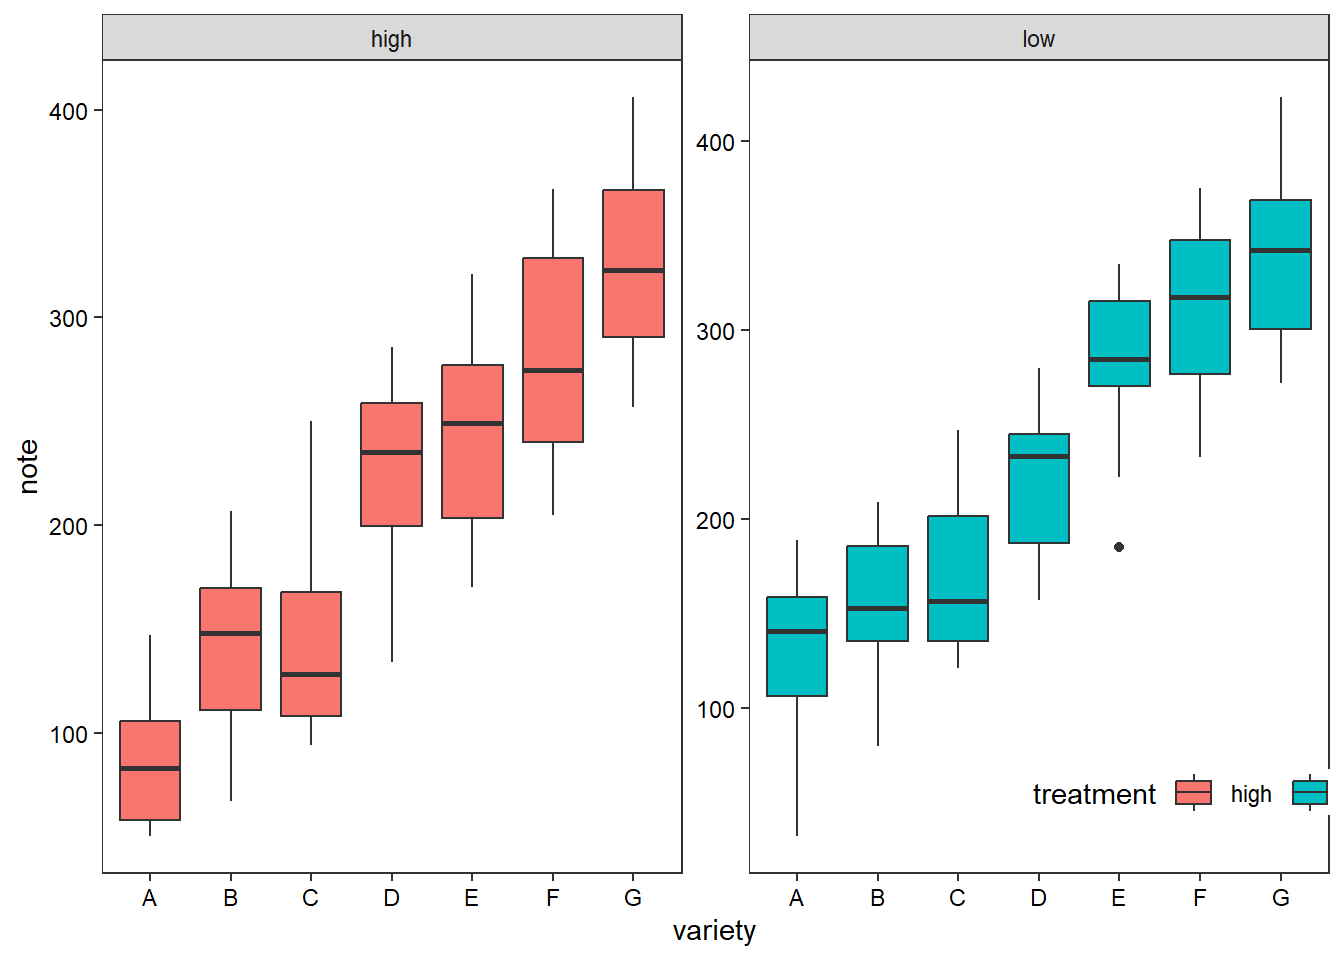 high
low
400
300
200
100
400
300
200
100
note
treatment high
A B C D E F G
A B C D E F G
variety